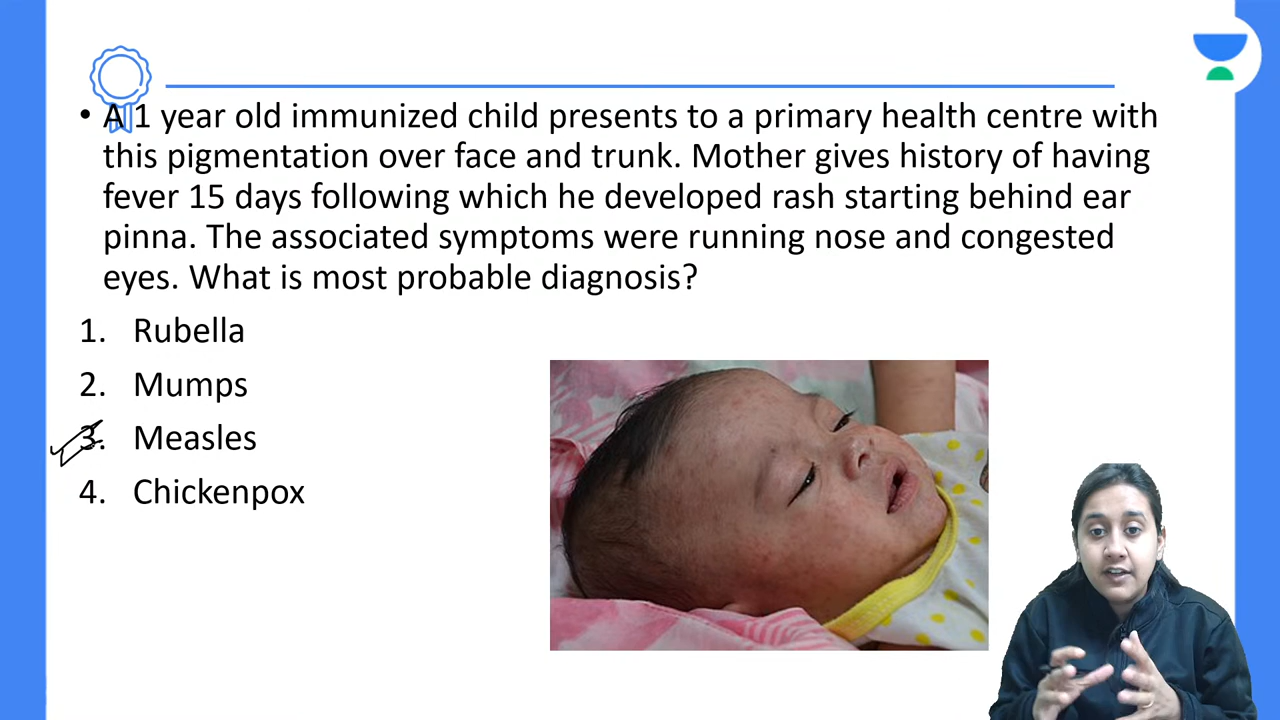 • A 1 year old immunized child presents to a primary health centre with
this pigmentation over face and trunk. Mother gives history of having
fever 15 days following which he developed rash starting behind ear
pinna. The associated symptoms were running nose and congested
eyes. What is most probable diagnosis?
1. Rubella
2. Mumps
3. Measles
4. Chickenpox